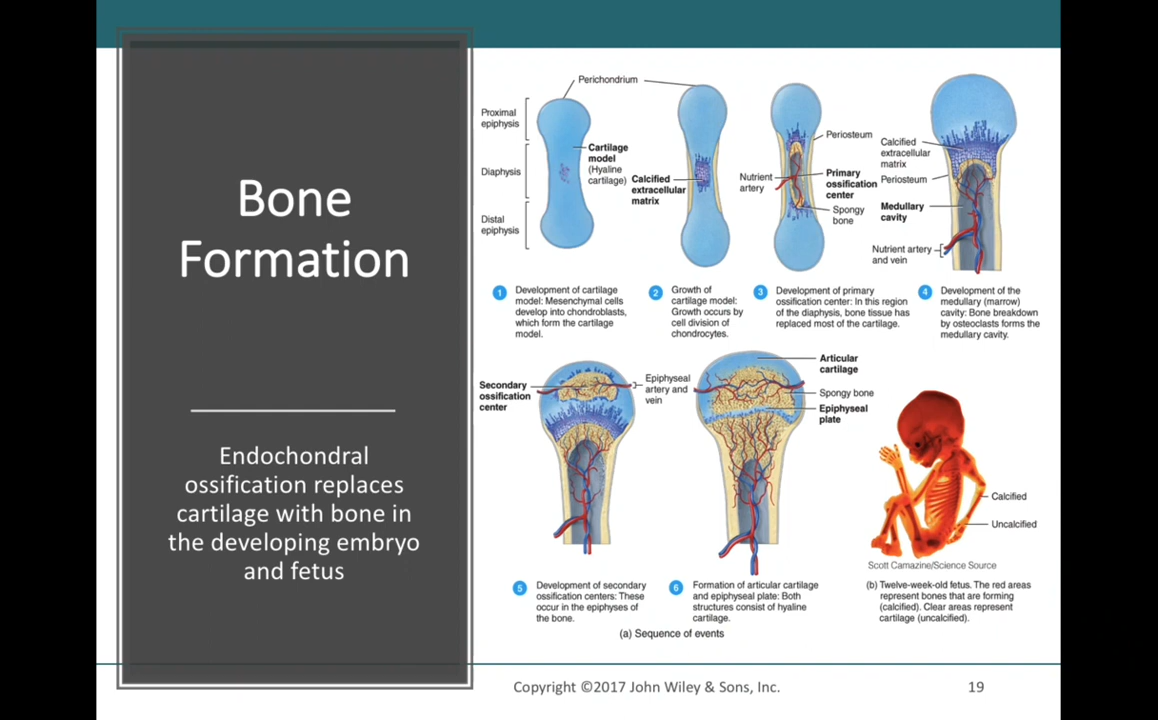 Bone
Formation
Endochondral
ossification replaces
cartilage with bone in
the developing embryo
and fetus
Perichondrium
Proximal
epiphysis
Diaphysis
Distal
epiphysis
Cartilage
model
(Hyaline
cartilage)
Calcified
extracellular
matrix
Nutrient
artery
Periosteum
Primary
ossification
center
Spongy
bone
Calcified
extracellular
matrix
Periosteum
Medullary
cavity
Nutrient artery
and vein
1 Development of cartilage
model: Mesenchymal cells
develop into chondroblasts,
which form the cartilage
model.
2 Growth of
cartilage model:
Growth occurs by
cell division of
chondrocytes.
3 Development of primary
ossification center: In this region
of the diaphysis, bone tissue has
replaced most of the cartilage.
4 Development of the
medullary (marrow)
cavity: Bone breakdown
by osteoclasts forms the
medullary cavity.
Secondary
ossification
center
Epiphyseal
artery and
vein
Articular
cartilage
Spongy bone
Epiphyseal
plate
Calcified
Uncalcified
Scott Camazine/Science Source
5 Development of secondary
ossification centers: These
occur in the epiphyses of
the bone.
6 Formation of articular cartilage
and epiphyseal plate: Both
structures consist of hyaline
cartilage.
(b) Twelve-week-old fetus. The red areas
represent bones that are forming
(calcified). Clear areas represent
cartilage (uncalcified).
(a) Sequence of events
Copyright ©2017 John Wiley & Sons, Inc.
19